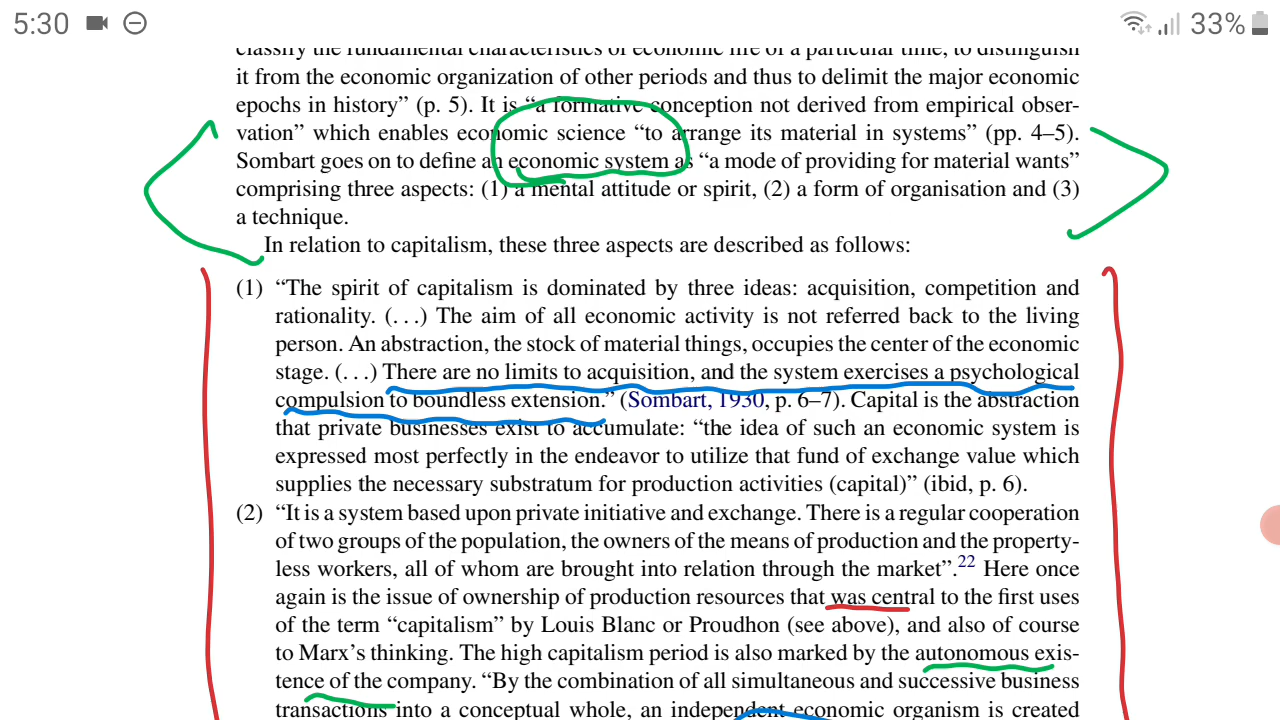 5:30
33%
classify the fundamental characteristics of economic life of a particular time, to distinguish
it from the economic organization of other periods and thus to delimit the major economic
epochs in history” (p. 5). It is “a formative conception not derived from empirical obser-
vation” which enables economic science “to arrange its material in systems” (pp. 4–5).
Sombart goes on to define an economic system as “a mode of providing for material wants”
comprising three aspects: (1) a mental attitude or spirit, (2) a form of organisation and (3)
a technique.
In relation to capitalism, these three aspects are described as follows:
(1) “The spirit of capitalism is dominated by three ideas: acquisition, competition and
rationality. (. . .) The aim of all economic activity is not referred back to the living
person. An abstraction, the stock of material things, occupies the center of the economic
stage. (. . .) There are no limits to acquisition, and the system exercises a psychological
compulsion to boundless extension.” (Sombart, 1930, p. 6–7). Capital is the abstraction
that private businesses exist to accumulate: “the idea of such an economic system is
expressed most perfectly in the endeavor to utilize that fund of exchange value which
supplies the necessary substratum for production activities (capital)” (ibid, p. 6).
(2) “It is a system based upon private initiative and exchange. There is a regular cooperation
of two groups of the population, the owners of the means of production and the property-
less workers, all of whom are brought into relation through the market”.22 Here once
again is the issue of ownership of production resources that was central to the first uses
of the term “capitalism” by Louis Blanc or Proudhon (see above), and also of course
to Marx’s thinking. The high capitalism period is also marked by the autonomous exis-
tence of the company. “By the combination of all simultaneous and successive business
transactions into a conceptual whole, an independent economic organism is created